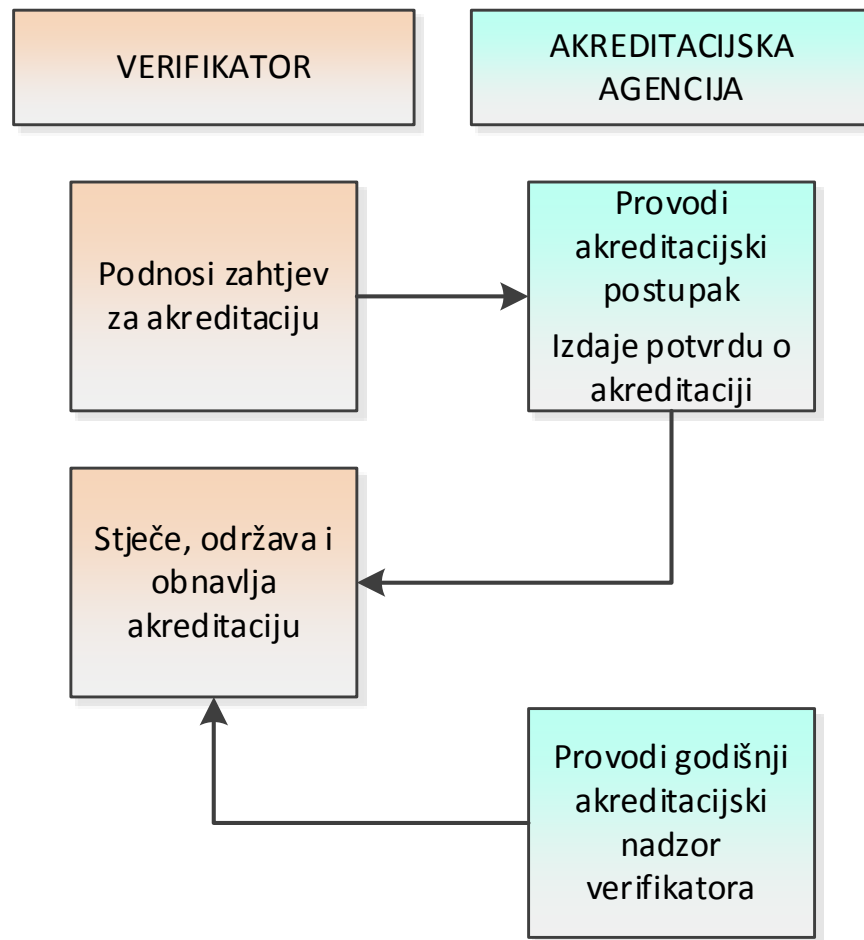 VERIFIKATOR
AKREDITACIJSKA
AGENCIJA
Podnosi zahtjev
za akreditaciju
Provodi
akreditacijski
postupak
Izdaje potvrdu o
akreditaciji
Stječe, održava i
obnavlja
akreditaciju
Provodi godišnji
akreditacijski
nadzor
verifikatora